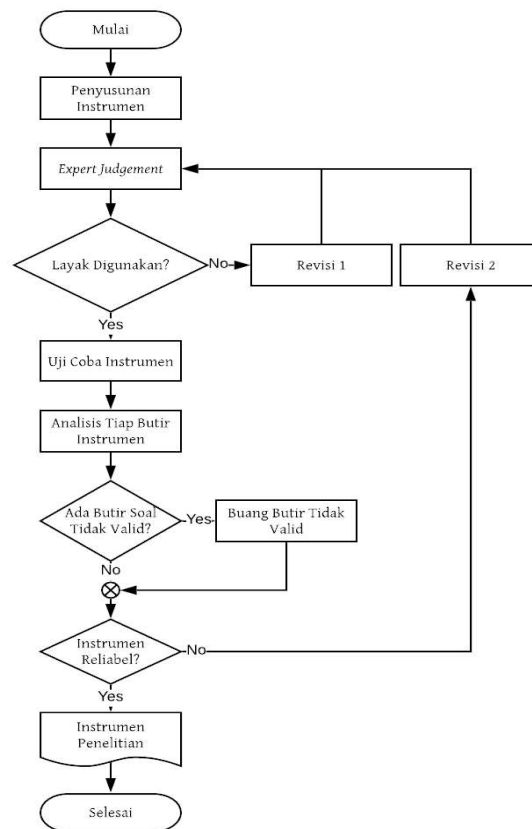 Mulai
Penyusunan
Instrumen
Expert Judgement
Layak Digunakan?
No
Revisi 1
Revisi 2
Yes
Uji Coba Instrumen
Analisis Tiap Butir
Instrumen
Ada Butir Soal
Tidak Valid?
Yes
Buang Butir Tidak
Valid
No
Instrumen
Reliabel?
No
Yes
Instrumen
Penelitian
Selesai